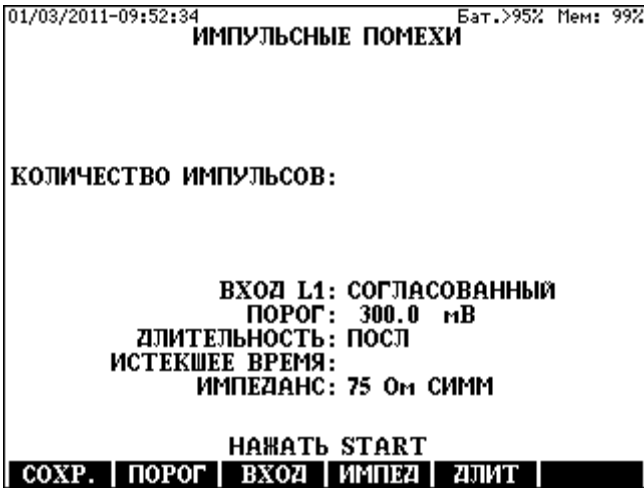 01/03/2011-09:52:34 Бат.>95% Мем: 99%
ИМПУЛЬСНЫЕ ПОМЕХИ
КОЛИЧЕСТВО ИМПУЛЬСОВ:
ВХОД L1: СОГЛАСОВАННЫЙ
ПОРОГ: 300.0 мВ
ДЛИТЕЛЬНОСТЬ: ПОСЛ
ИСТЕКШЕЕ ВРЕМЯ:
ИМПЕДАНС: 75 Ом СИММ
НАЖАТЬ START
СОХР. ПОРОГ ВХОД ИМПЕД ДЛИТ